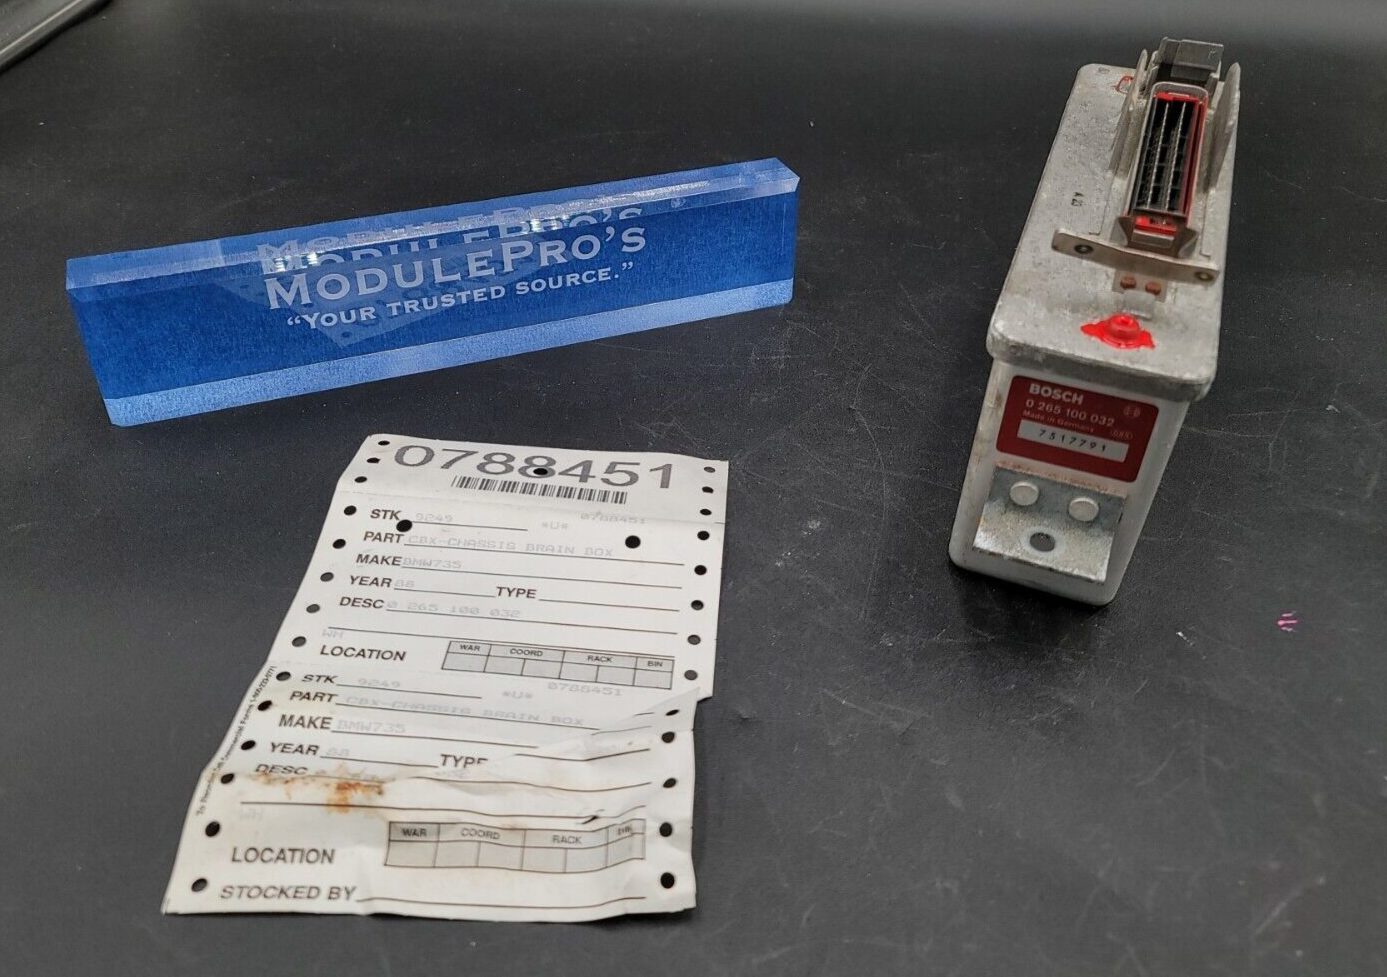 MODULEPRO'S
"YOUR TRUSTED SOURCE."
BOSCH
0 265 100 032
Made in Germany
7517791
0788451
STK 9249 *U* 0788451
PART CBX-CHASSIS BRAIN BOX
MAKE BMW735
YEAR 88 TYPE
DESC 0 265 100 032
WH
LOCATION WAR COORD RACK BIN
STK 9249 *U* 0788451
PART CBX-CHASSIS BRAIN BOX
MAKE BMW735
YEAR 88 TYPE
DESC
WH
LOCATION WAR COORD RACK
STOCKED BY